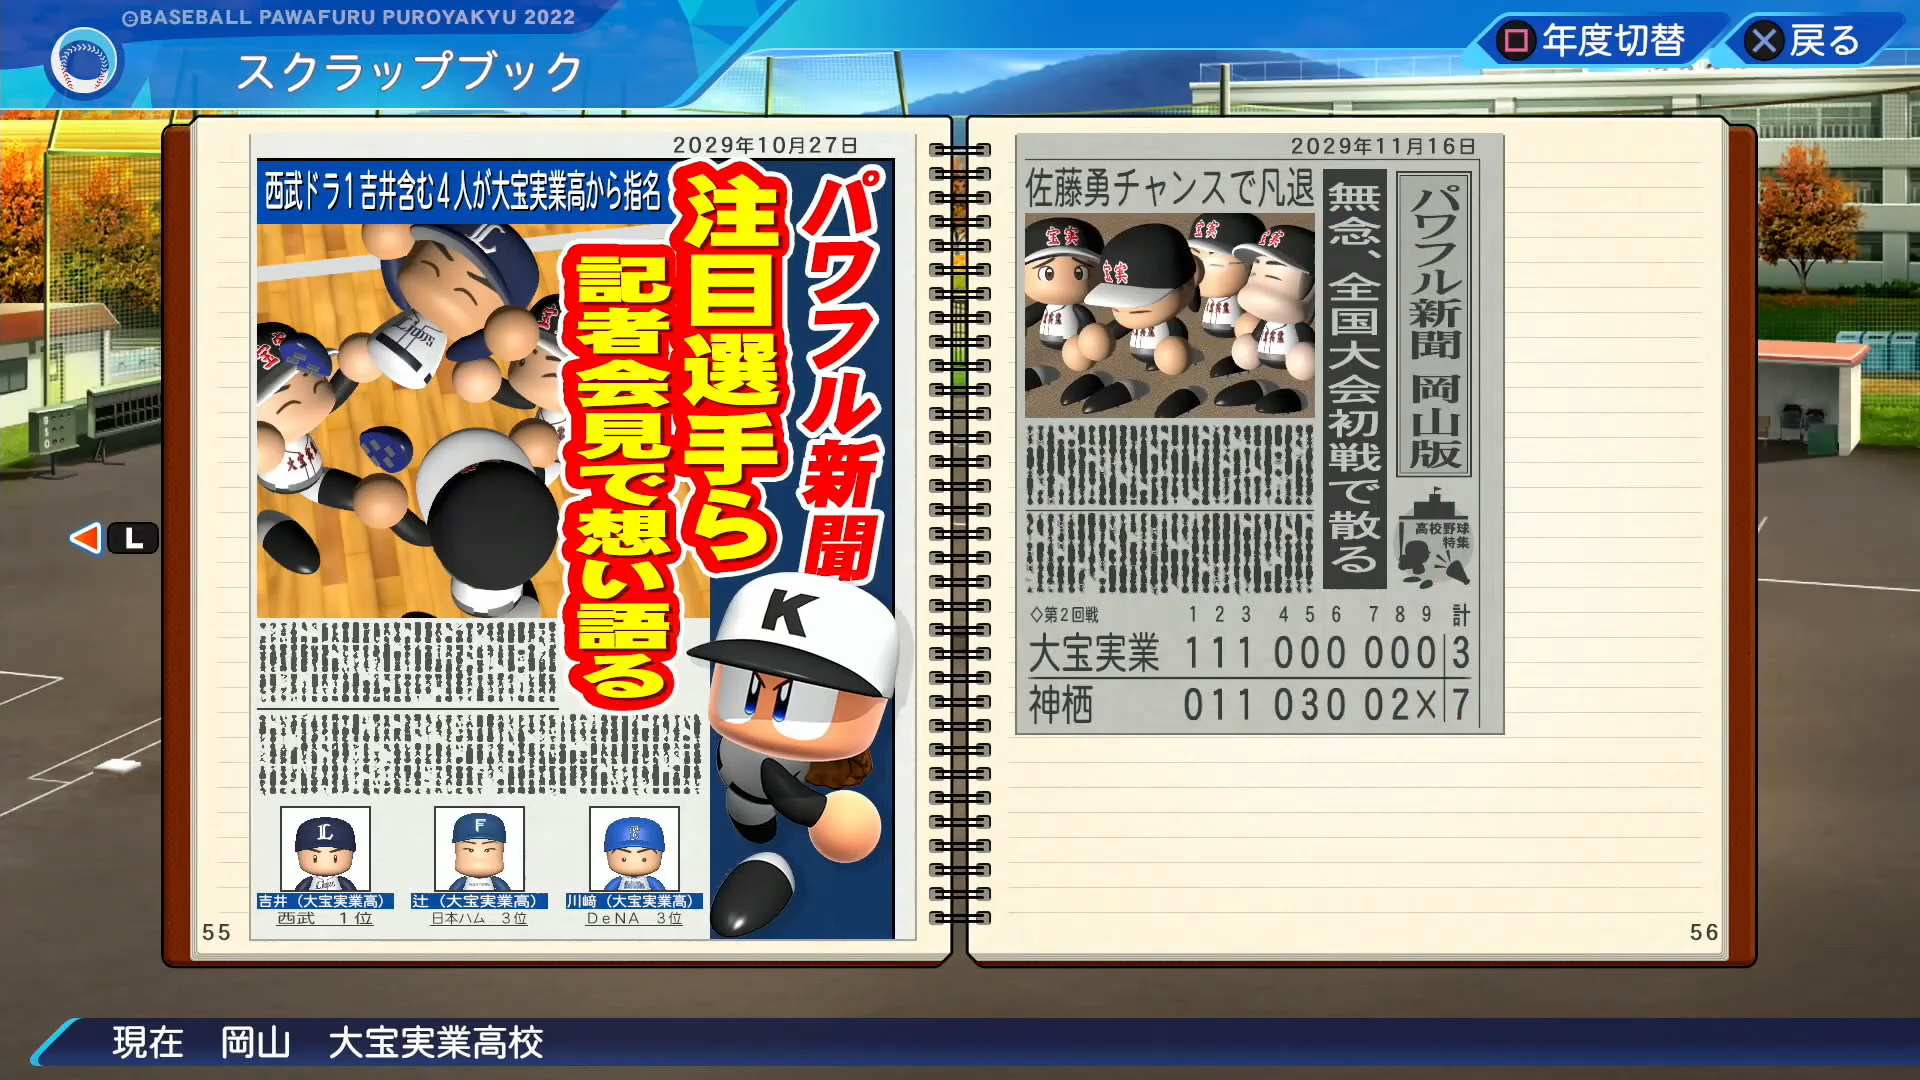 ©BASEBALL PAWAFURU PUROYAKYU 2022
スクラップブック
年度切替
戻る
2029年10月27日
西武ドラ1吉井含む4人が大宝実業高から指名
パワフル新聞
注目選手ら
記者会見で想い語る
吉井(大宝実業高)
西武 1位
辻(大宝実業高)
日本ハム 3位
川﨑(大宝実業高)
DeNA 3位
55
L
2029年11月16日
佐藤勇チャンスで凡退
無念、全国大会初戦で散る
パワフル新聞 岡山版
高校野球
特集
◇第2回戦 1 2 3 4 5 6 7 8 9 計
大宝実業 111 000 000 3
神栖 011 030 02× 7
56
現在 岡山 大宝実業高校